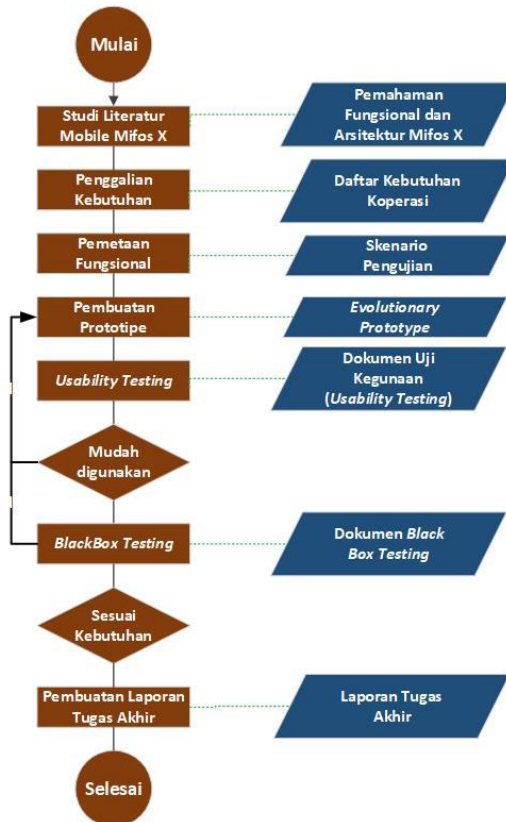 Mulai
Studi Literatur
Mobile Mifos X
Pemahaman
Fungsional dan
Arsitektur Mifos X
Penggalian
Kebutuhan
Daftar Kebutuhan
Koperasi
Pemetaan
Fungsional
Skenario
Pengujian
Pembuatan
Prototipe
Evolutionary
Prototype
Usability Testing
Dokumen Uji
Kegunaan
(Usability Testing)
Mudah
digunakan
BlackBox Testing
Dokumen Black
Box Testing
Sesuai
Kebutuhan
Pembuatan Laporan
Tugas Akhir
Laporan Tugas
Akhir
Selesai